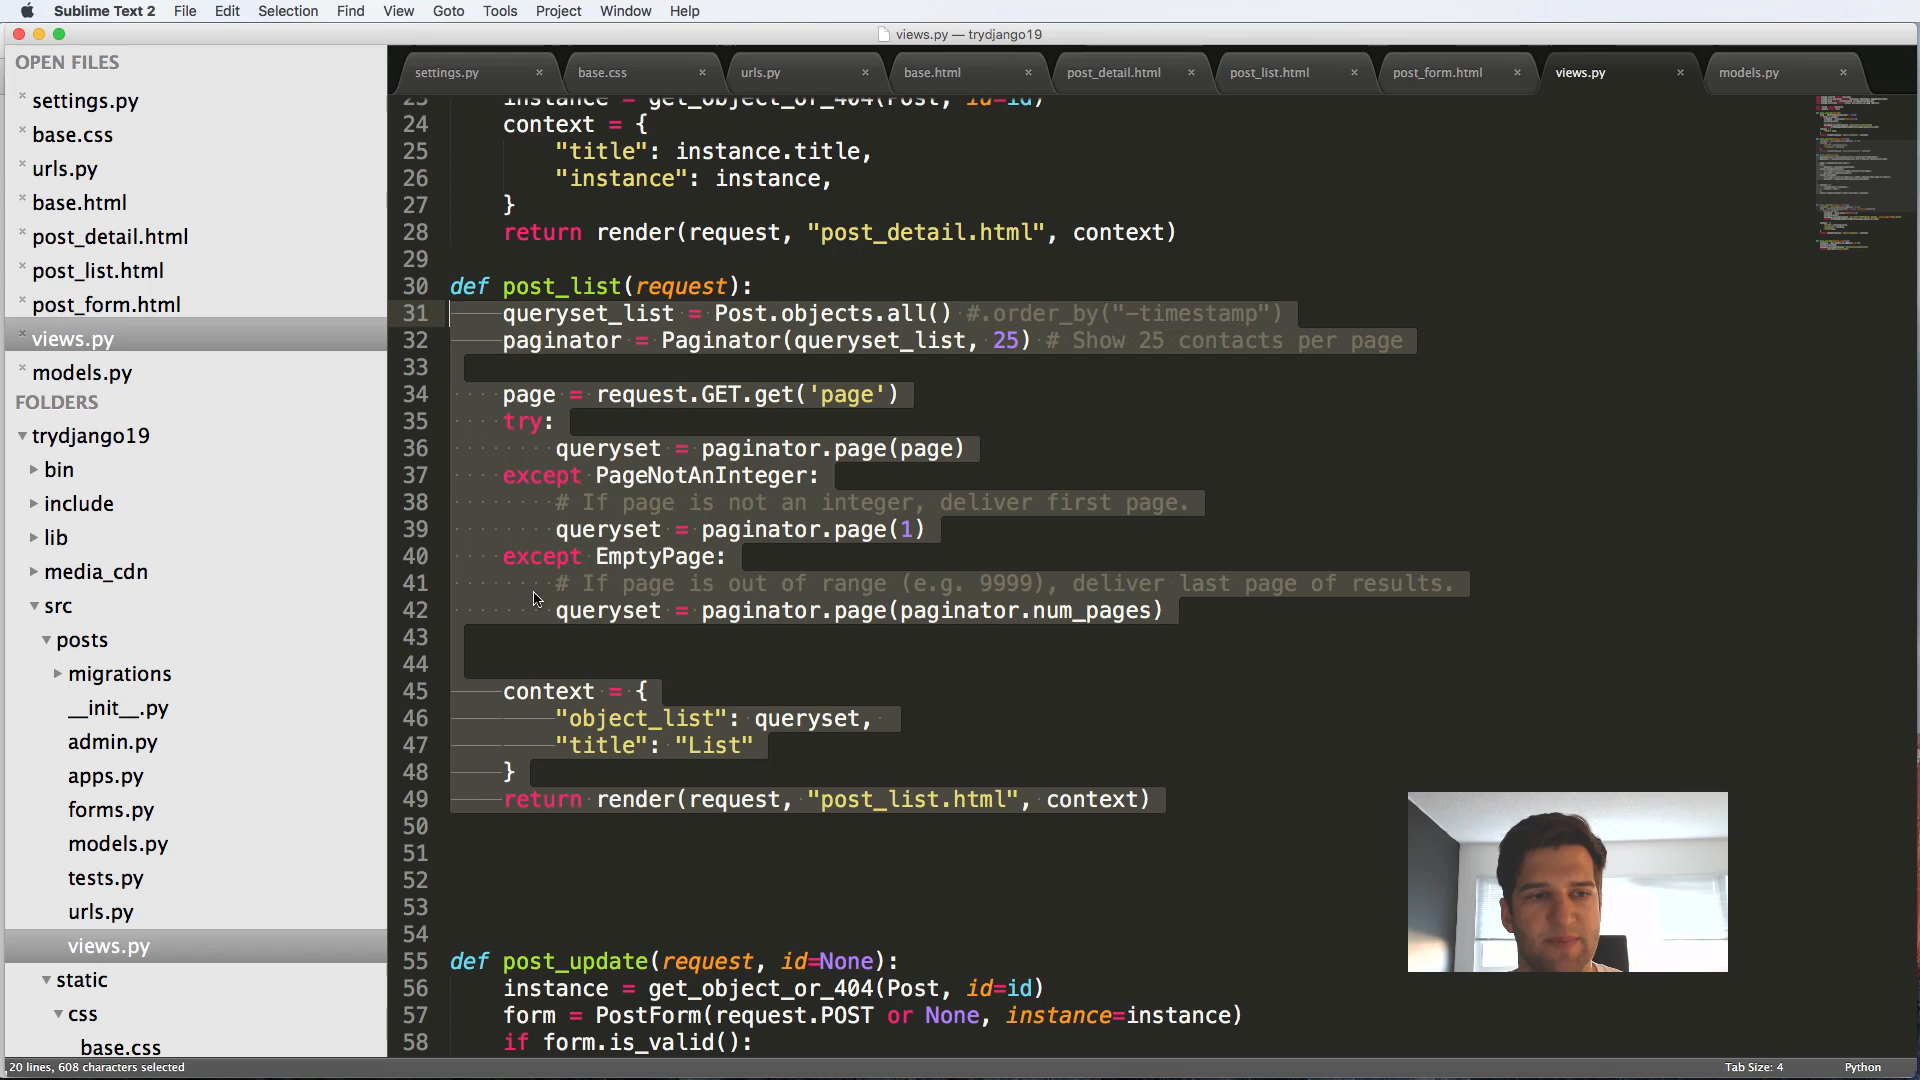 Sublime Text 2 File Edit Selection Find View Goto Tools Project Window Help
views.py — trydjango19
OPEN FILES
settings.py
base.css
urls.py
base.html
post_detail.html
post_list.html
post_form.html
views.py
models.py
FOLDERS
trydjango19
bin
include
lib
media_cdn
src
posts
migrations
__init__.py
admin.py
apps.py
forms.py
models.py
tests.py
urls.py
views.py
static
css
base.css
settings.py base.css urls.py base.html post_detail.html post_list.html post_form.html views.py models.py
23 instance = get_object_or_404(Post, id=id)
24 context = {
25 "title": instance.title,
26 "instance": instance,
27 }
28 return render(request, "post_detail.html", context)
29
30 def post_list(request):
31 queryset_list = Post.objects.all() #.order_by("-timestamp")
32 paginator = Paginator(queryset_list, 25) # Show 25 contacts per page
33
34 page = request.GET.get('page')
35 try:
36 queryset = paginator.page(page)
37 except PageNotAnInteger:
38 # If page is not an integer, deliver first page.
39 queryset = paginator.page(1)
40 except EmptyPage:
41 # If page is out of range (e.g. 9999), deliver last page of results.
42 queryset = paginator.page(paginator.num_pages)
43
44
45 context = {
46 "object_list": queryset,
47 "title": "List"
48 }
49 return render(request, "post_list.html", context)
50
51
52
53
54
55 def post_update(request, id=None):
56 instance = get_object_or_404(Post, id=id)
57 form = PostForm(request.POST or None, instance=instance)
58 if form.is_valid():
20 lines, 608 characters selected
Tab Size: 4 Python